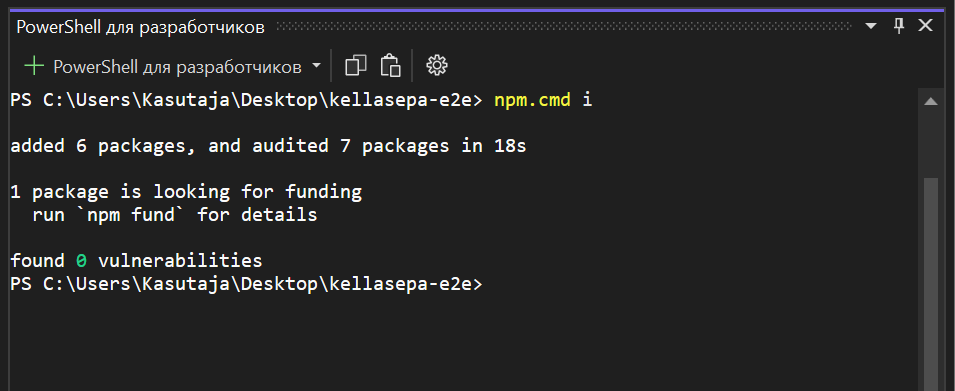 PowerShell для разработчиков
PowerShell для разработчиков
PS C:\Users\Kasutaja\Desktop\kellasepa-e2e> npm.cmd i
added 6 packages, and audited 7 packages in 18s
1 package is looking for funding
  run `npm fund` for details
found 0 vulnerabilities
PS C:\Users\Kasutaja\Desktop\kellasepa-e2e>